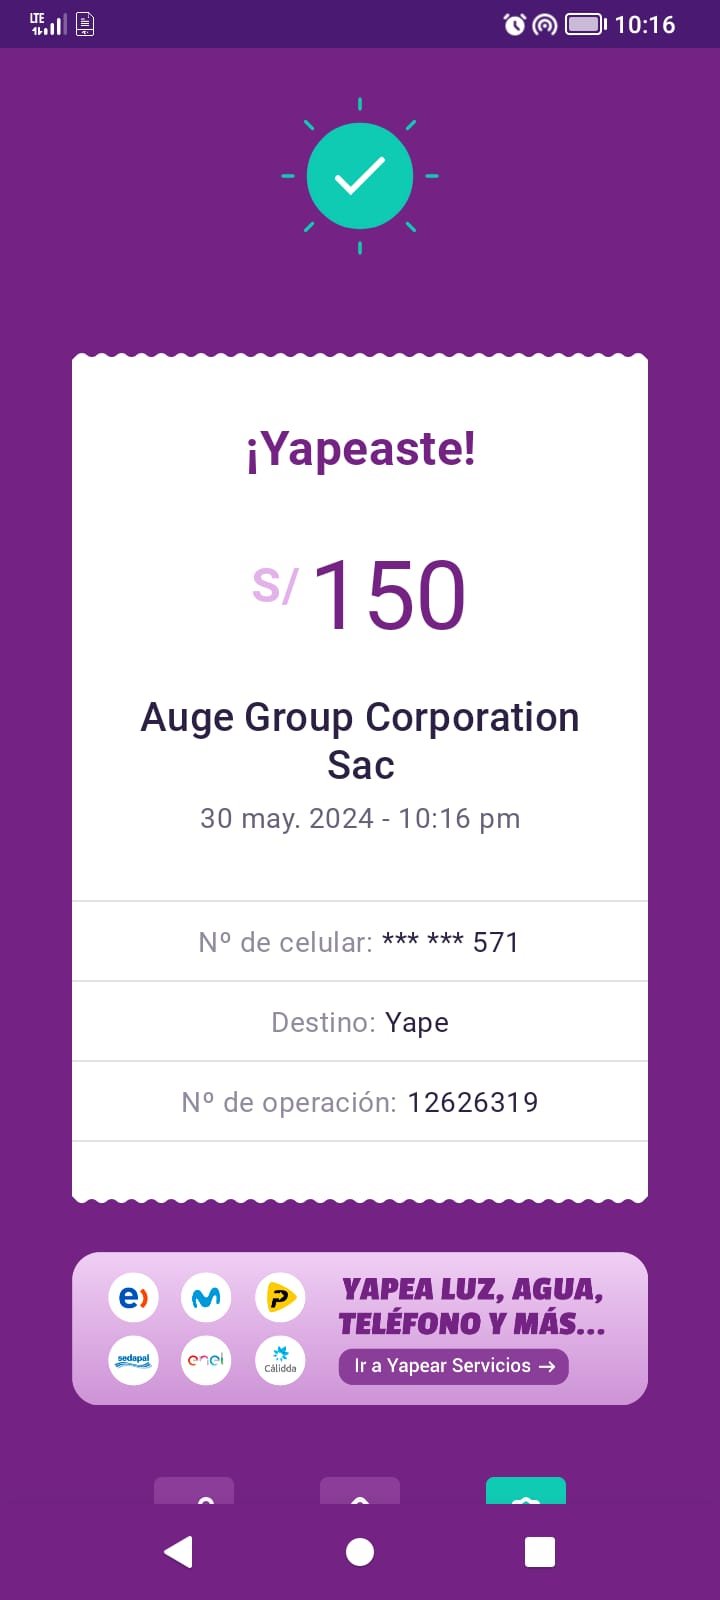 LTE
10:16
¡Yapeaste!
S/ 150
Auge Group Corporation
Sac
30 may. 2024 - 10:16 pm
Nº de celular: *** *** 571
Destino: Yape
Nº de operación: 12626319
YAPEA LUZ, AGUA,
TELÉFONO Y MÁS...
Ir a Yapear Servicios →
e) P
sedapal enel Cálidda